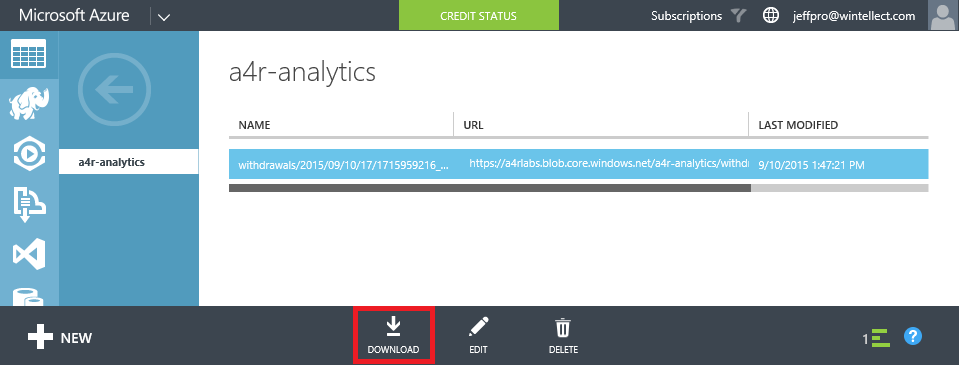 Microsoft Azure
CREDIT STATUS
Subscriptions
jeffpro@wintellect.com
a4r-analytics
a4r-analytics
NAME
URL
LAST MODIFIED
withdrawals/2015/09/10/17/1715959216_...
https://a4rlabs.blob.core.windows.net/a4r-analytics/withdr
9/10/2015 1:47:21 PM
NEW
DOWNLOAD
EDIT
DELETE
1
?